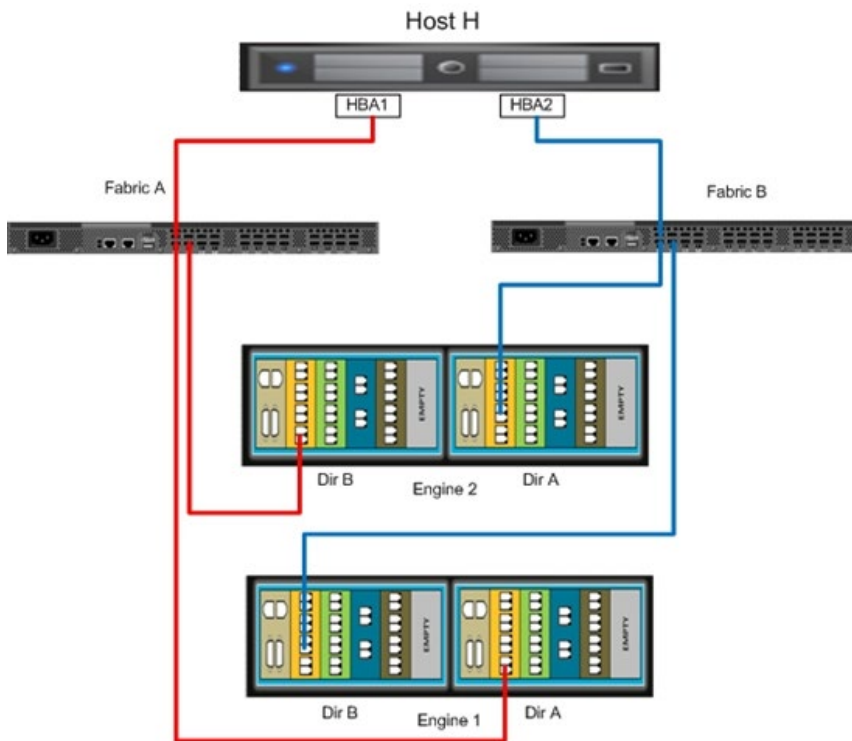 Host H
HBA1
HBA2
Fabric A
Fabric B
EMPTY
EMPTY
Dir B
Engine 2
Dir A
EMPTY
EMPTY
Dir B
Engine 1
Dir A